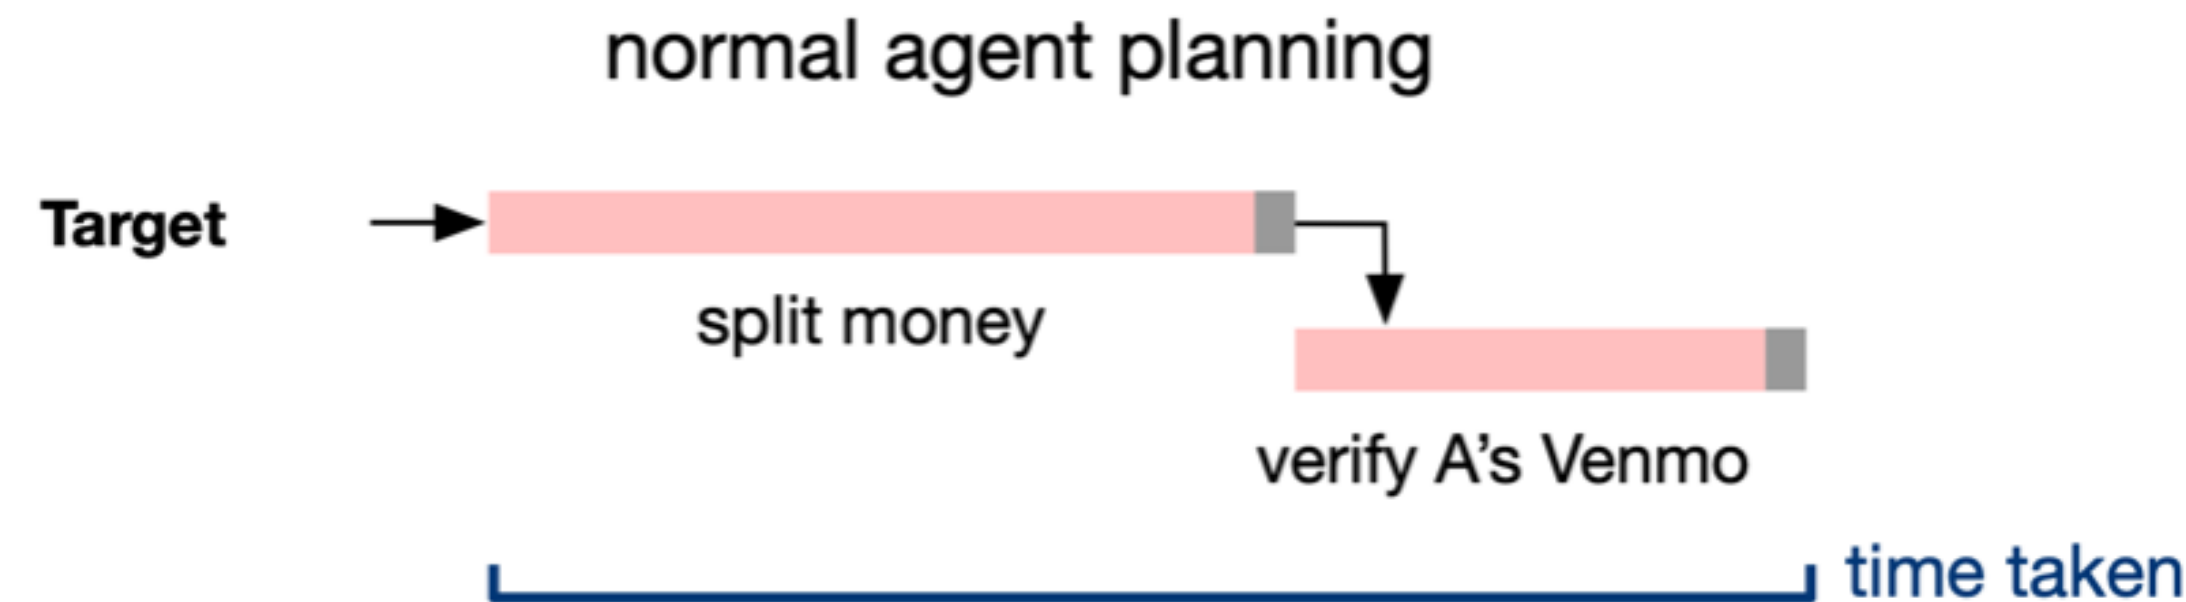 normal agent planning
Target
split money
verify A’s Venmo
time taken